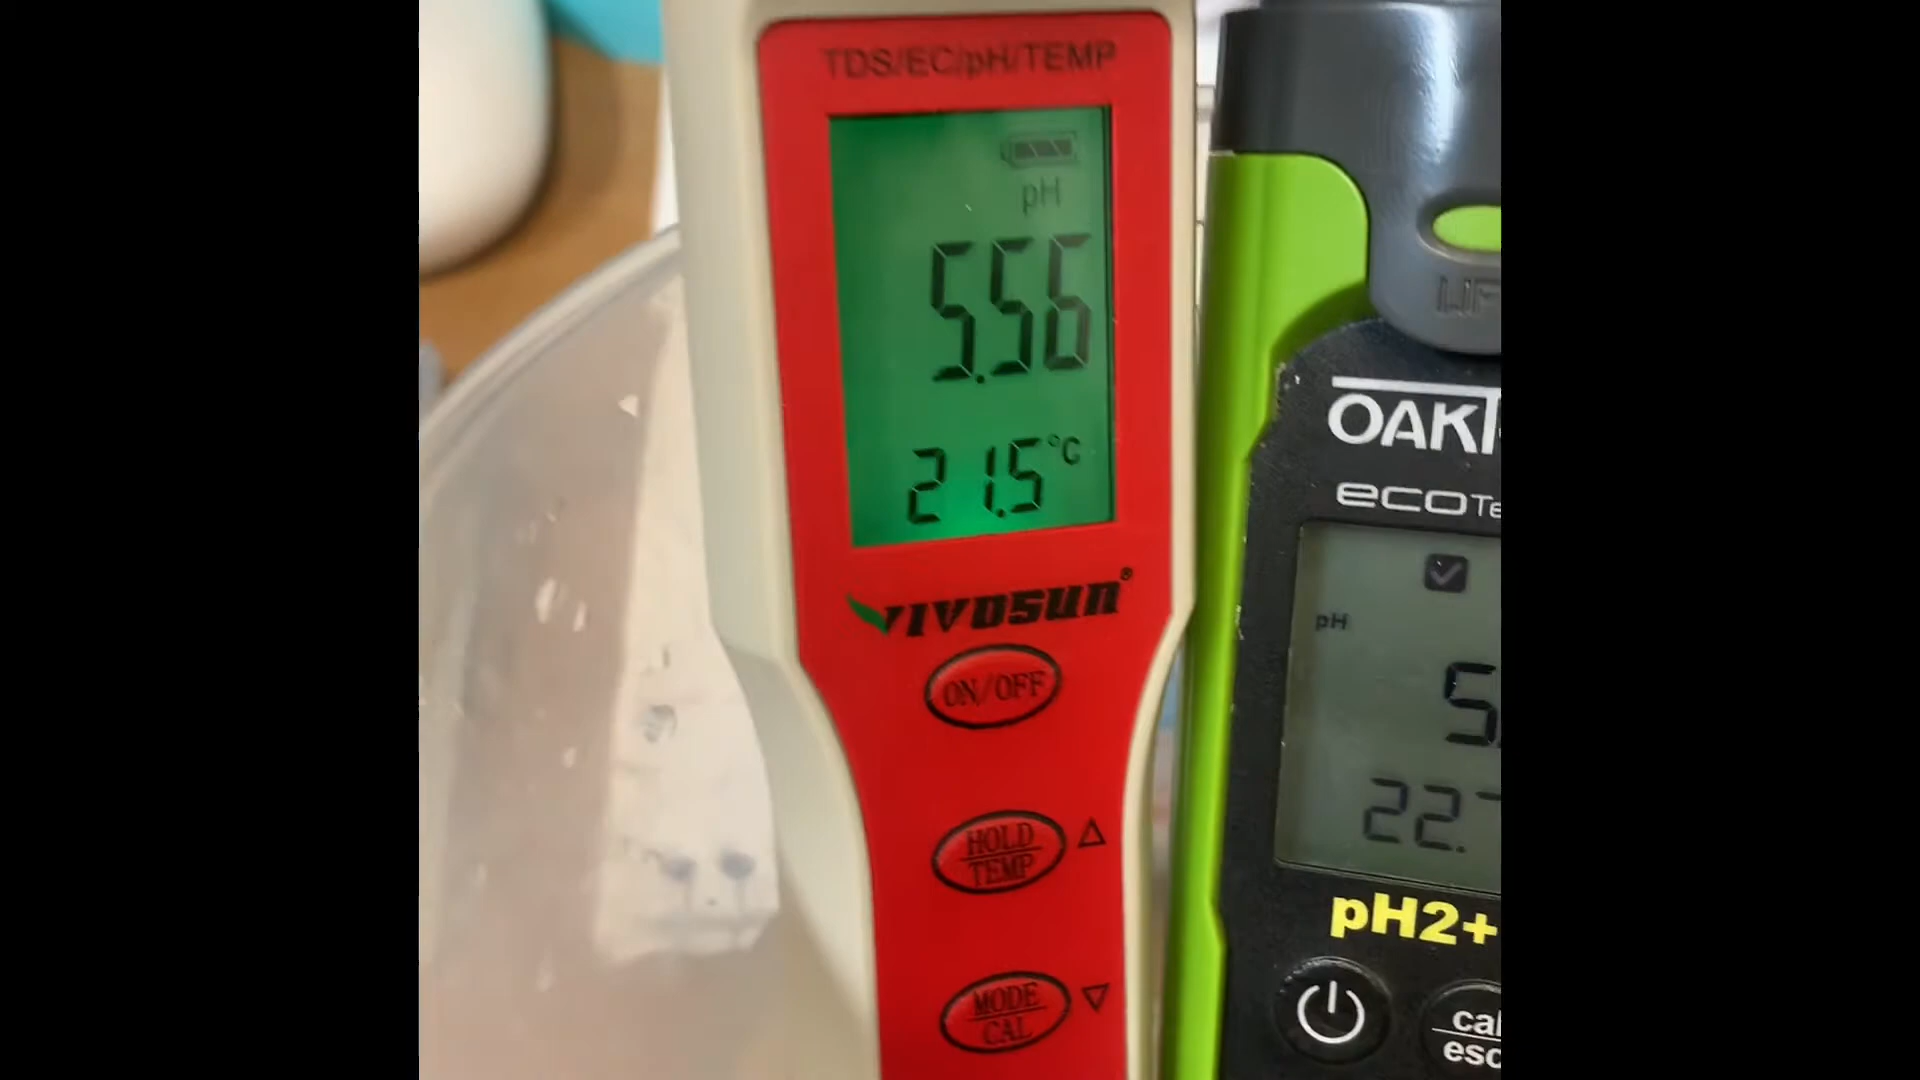 TDS/EC/pH/TEMP
pH
5.56
21.5°C
VIVOSUN®
ON/OFF
HOLD
TEMP
MODE
CAL
OAKT
ecoTe
pH
5.
22.
pH2+
cal
esc